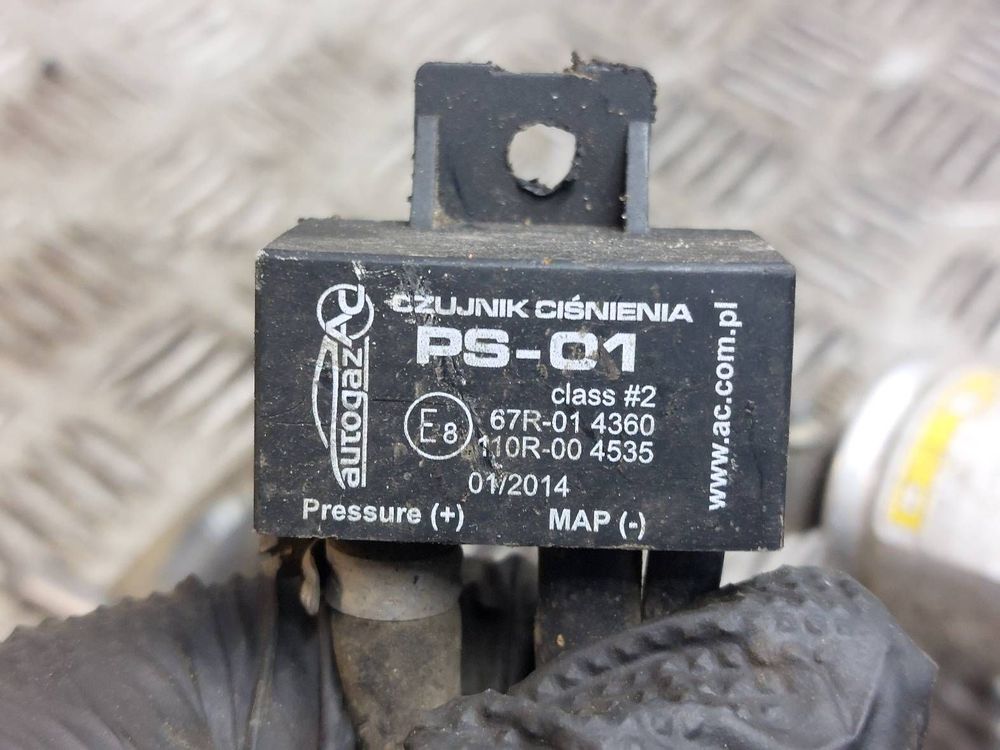 AC
autogaz
CZUJNIK CIŚNIENIA
PS-01
class #2
E8
67R-01 4360
110R-00 4535
01/2014
Pressure (+)
MAP (-)
www.ac.com.pl